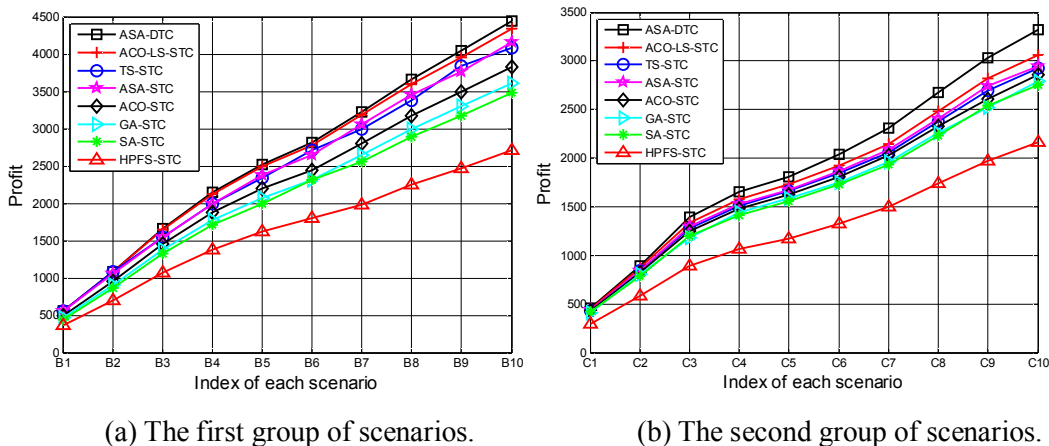 ASA-DTC
ACO-LS-STC
TS-STC
ASA-STC
ACO-STC
GA-STC
SA-STC
HPFS-STC
Profit
0
500
1000
1500
2000
2500
3000
3500
4000
4500
B1 B2 B3 B4 B5 B6 B7 B8 B9 B10
Index of each scenario
(a) The first group of scenarios.
ASA-DTC
ACO-LS-STC
TS-STC
ASA-STC
ACO-STC
GA-STC
SA-STC
HPFS-STC
Profit
0
500
1000
1500
2000
2500
3000
3500
C1 C2 C3 C4 C5 C6 C7 C8 C9 C10
Index of each scenario
(b) The second group of scenarios.